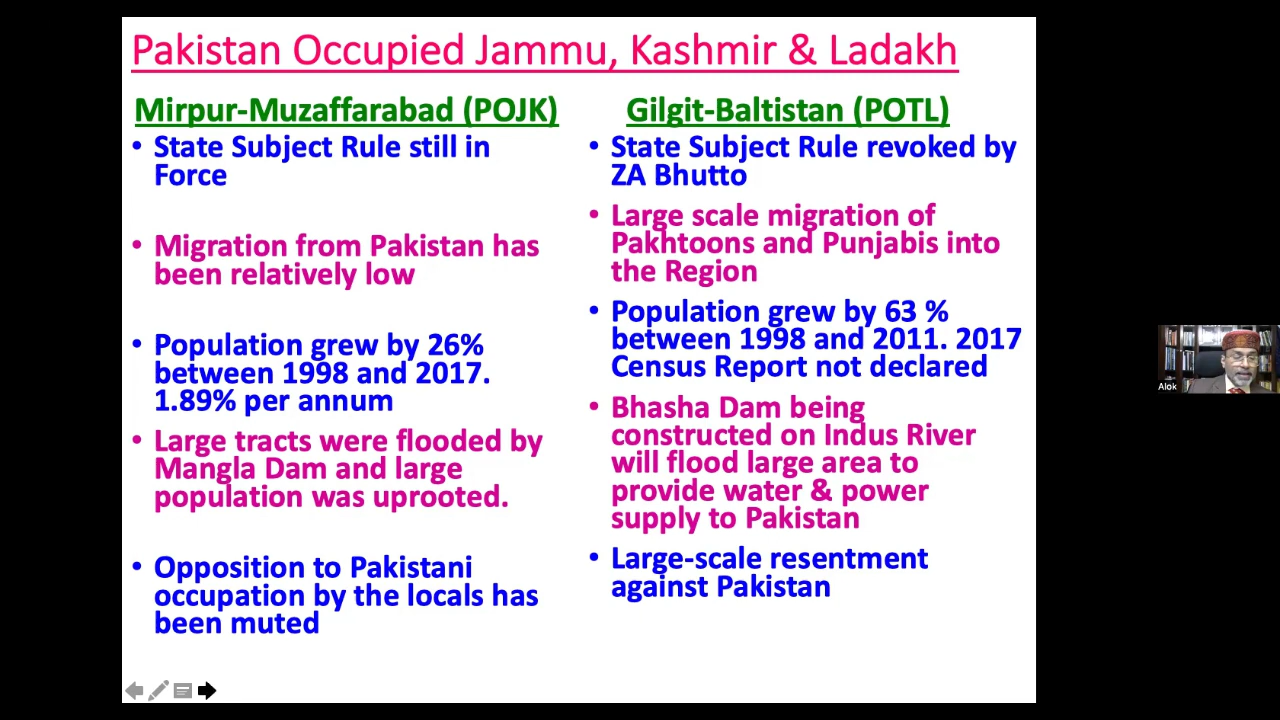 Pakistan Occupied Jammu, Kashmir & Ladakh
Mirpur-Muzaffarabad (POJK)
• State Subject Rule still in
Force
• Migration from Pakistan has
been relatively low
• Population grew by 26%
between 1998 and 2017.
1.89% per annum
• Large tracts were flooded by
Mangla Dam and large
population was uprooted.
• Opposition to Pakistani
occupation by the locals has
been muted
Gilgit-Baltistan (POTL)
• State Subject Rule revoked by
ZA Bhutto
• Large scale migration of
Pakhtoons and Punjabis into
the Region
• Population grew by 63 %
between 1998 and 2011. 2017
Census Report not declared
• Bhasha Dam being
constructed on Indus River
will flood large area to
provide water & power
supply to Pakistan
• Large-scale resentment
against Pakistan
Alok